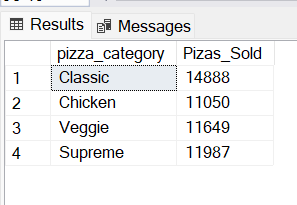 Results Messages
pizza_category Pizas_Sold
1 Classic 14888
2 Chicken 11050
3 Veggie 11649
4 Supreme 11987